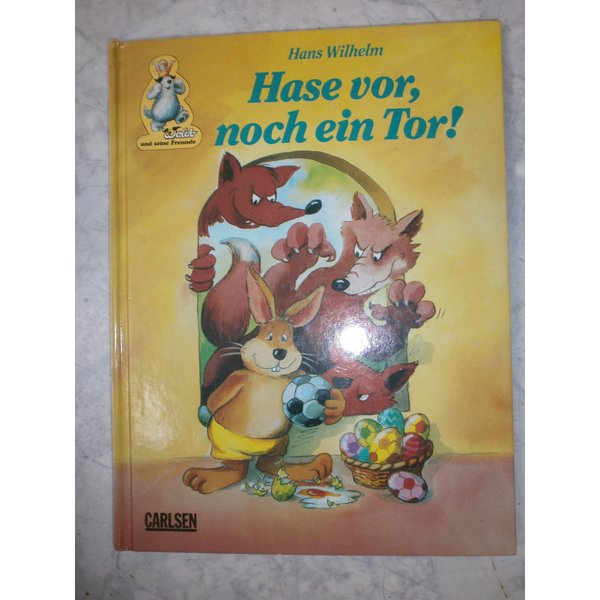 Hans Wilhelm
Hase vor,
noch ein Tor!
Waldo
und seine Freunde
CARLSEN